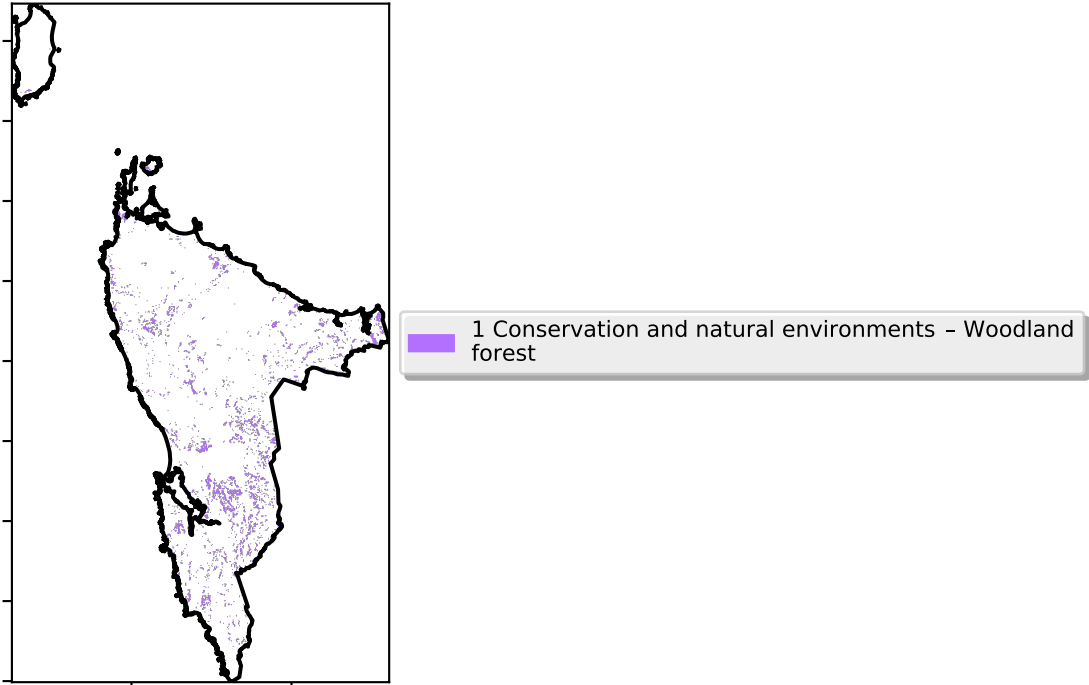 1 Conservation and natural environments – Woodland
forest